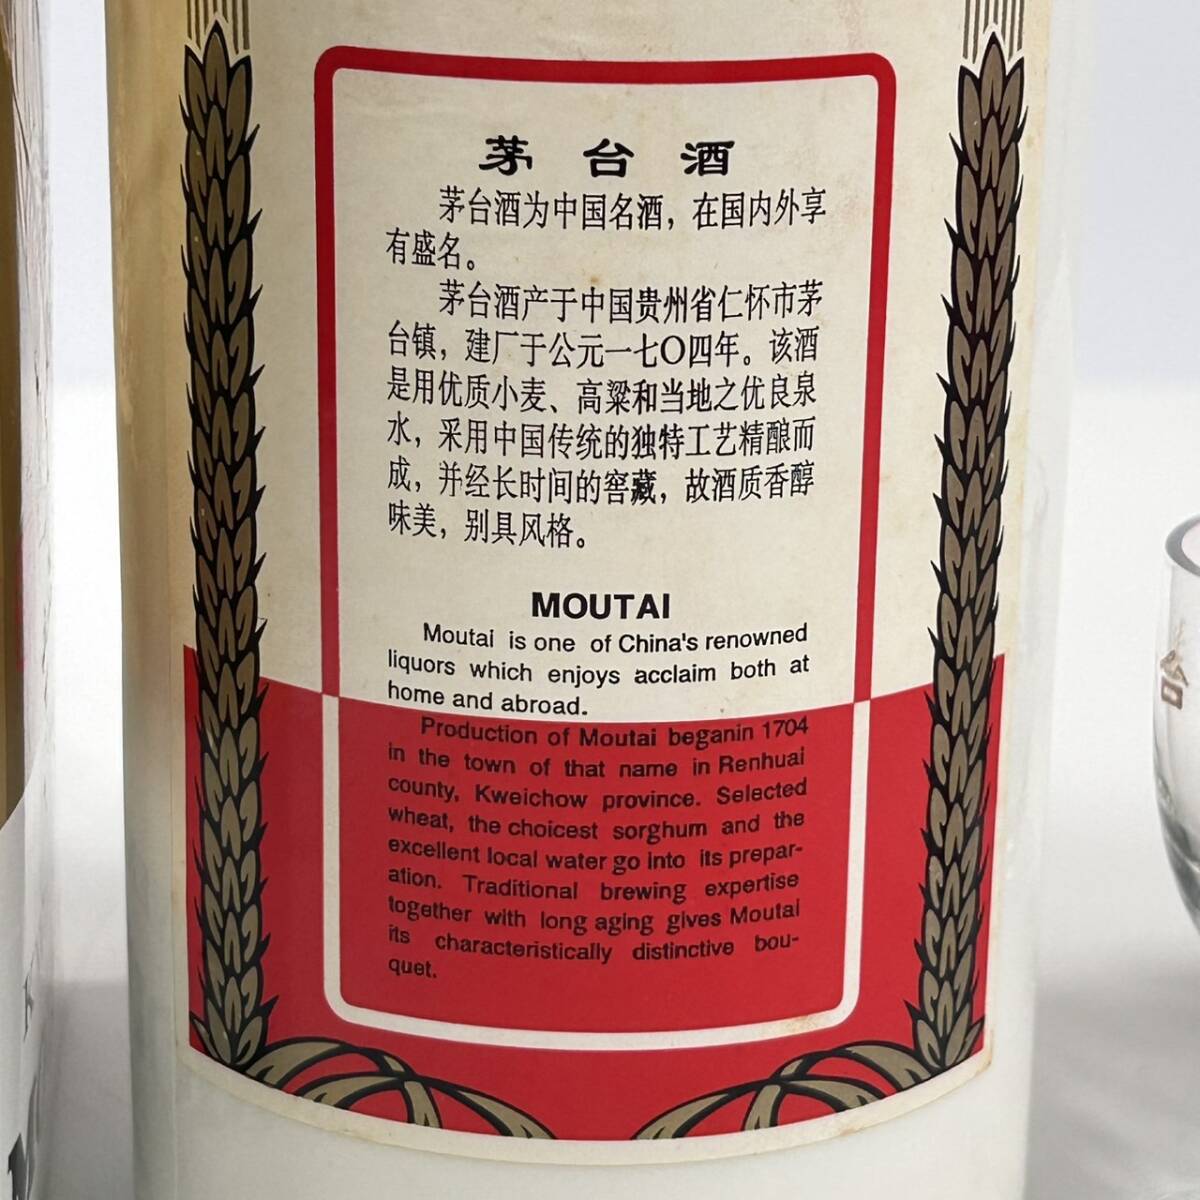 茅台酒
茅台酒为中国名酒，在国内外享
有盛名。
茅台酒产于中国贵州省仁怀市茅
台镇，建厂于公元一七〇四年。该酒
是用优质小麦、高粱和当地之优良泉
水，采用中国传统的独特工艺精酿而
成，并经长时间的窖藏，故酒质香醇
味美，别具风格。
MOUTAI
Moutai is one of China's renowned
liquors which enjoys acclaim both at
home and abroad.
Production of Moutai beganin 1704
in the town of that name in Renhuai
county, Kweichow province. Selected
wheat, the choicest sorghum and the
excellent local water go into its prepar-
ation. Traditional brewing expertise
together with long aging gives Moutai
its characteristically distinctive bou-
quet.